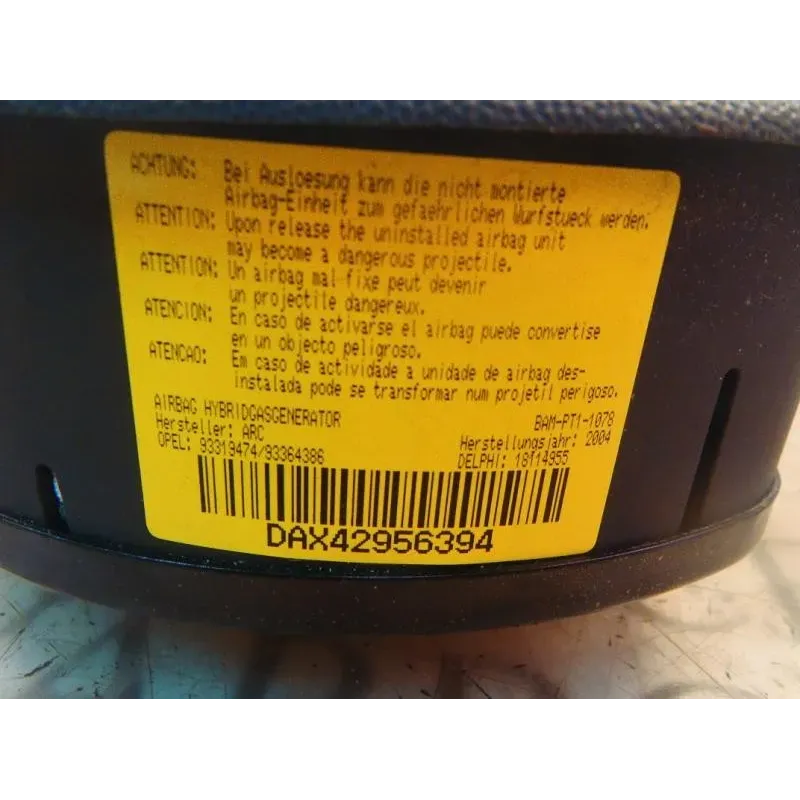 ACHTUNG: Bei Ausloesung kann die nicht montierte
Airbag-Einheit zum gefaehrlichen Wurfstueck werden.
ATTENTION: Upon release the uninstalled airbag unit
may become a dangerous projectile.
ATTENTION: Un airbag mal fixe peut devenir
un projectile dangereux.
ATENCION: En caso de activarse el airbag puede convertise
en un objecto peligroso.
ATENCAO: Em caso de actividade a unidade de airbag des-
instalada pode se transformar num projetil perigoso.
AIRBAG HYBRIDGASGENERATOR BAM-PT1-1078
Hersteller: ARC Herstellungsjahr: 2004
OPEL: 93319474/93364386 DELPHI: 18114955
DAX42956394